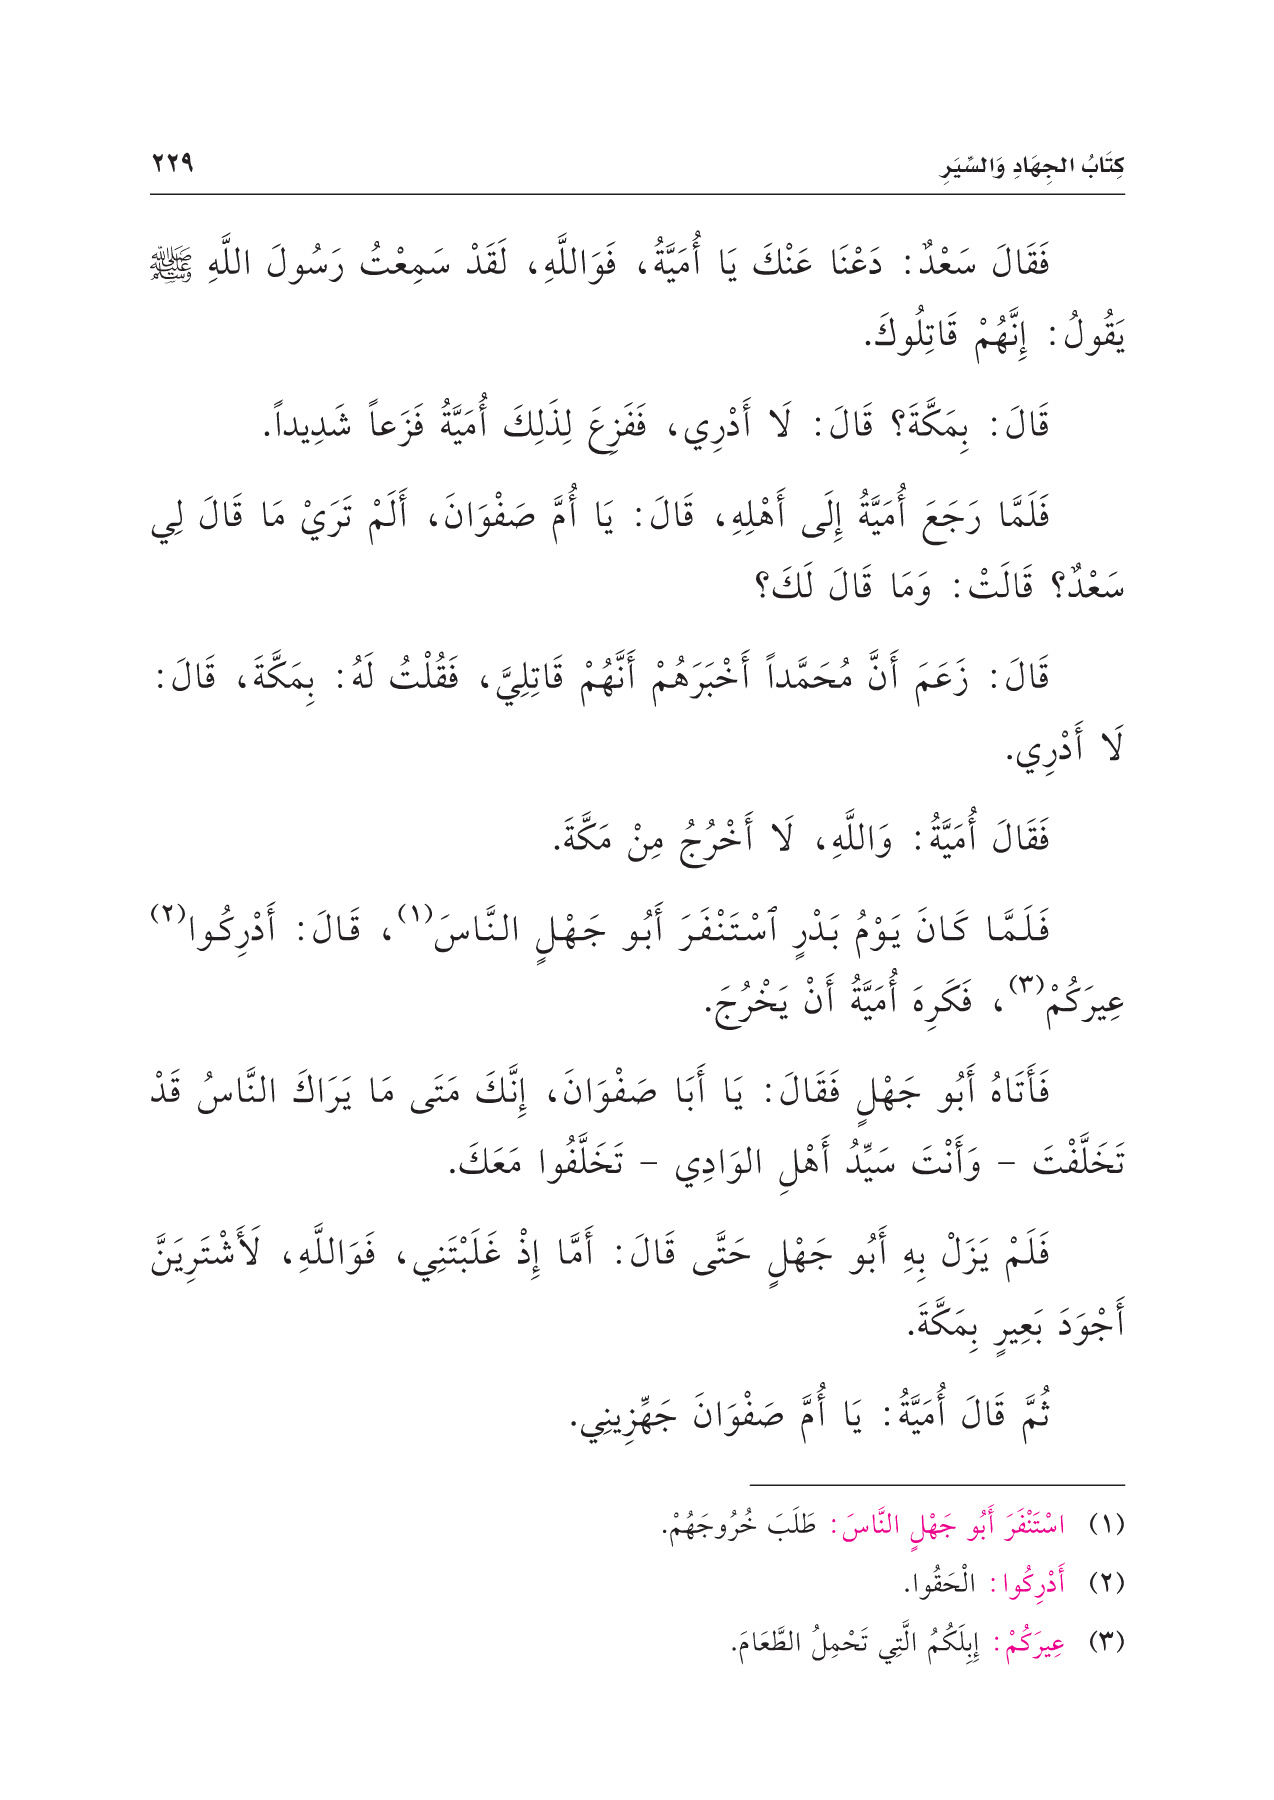 كِتَابُ الجِهَادِ وَالسِّيَرِ ٢٢٩
فَقَالَ سَعْدٌ: دَعْنَا عَنْكَ يَا أُمَيَّةُ، فَوَاللَّهِ، لَقَدْ سَمِعْتُ رَسُولَ اللَّهِ ﷺ
يَقُولُ: إِنَّهُمْ قَاتِلُوكَ.
قَالَ: بِمَكَّةَ؟ قَالَ: لَا أَدْرِي، فَفَزِعَ لِذَلِكَ أُمَيَّةُ فَزَعاً شَدِيداً.
فَلَمَّا رَجَعَ أُمَيَّةُ إِلَى أَهْلِهِ، قَالَ: يَا أُمَّ صَفْوَانَ، أَلَمْ تَرَيْ مَا قَالَ لِي
سَعْدٌ؟ قَالَتْ: وَمَا قَالَ لَكَ؟
قَالَ: زَعَمَ أَنَّ مُحَمَّداً أَخْبَرَهُمْ أَنَّهُمْ قَاتِلِيَّ، فَقُلْتُ لَهُ: بِمَكَّةَ، قَالَ:
لَا أَدْرِي.
فَقَالَ أُمَيَّةُ: وَاللَّهِ، لَا أَخْرُجُ مِنْ مَكَّةَ.
فَلَمَّا كَانَ يَوْمُ بَدْرٍ ٱسْتَنْفَرَ أَبُو جَهْلٍ النَّاسَ(١)، قَالَ: أَدْرِكُوا(٢)
عِيرَكُمْ(٣)، فَكَرِهَ أُمَيَّةُ أَنْ يَخْرُجَ.
فَأَتَاهُ أَبُو جَهْلٍ فَقَالَ: يَا أَبَا صَفْوَانَ، إِنَّكَ مَتَى مَا يَرَاكَ النَّاسُ قَدْ
تَخَلَّفْتَ - وَأَنْتَ سَيِّدُ أَهْلِ الوَادِي - تَخَلَّفُوا مَعَكَ.
فَلَمْ يَزَلْ بِهِ أَبُو جَهْلٍ حَتَّى قَالَ: أَمَّا إِذْ غَلَبْتَنِي، فَوَاللَّهِ، لَأَشْتَرِيَنَّ
أَجْوَدَ بَعِيرٍ بِمَكَّةَ.
ثُمَّ قَالَ أُمَيَّةُ: يَا أُمَّ صَفْوَانَ جَهِّزِينِي.
(١) اسْتَنْفَرَ أَبُو جَهْلٍ النَّاسَ: طَلَبَ خُرُوجَهُمْ.
(٢) أَدْرِكُوا: الْحَقُوا.
(٣) عِيرَكُمْ: إِبِلَكُمُ الَّتِي تَحْمِلُ الطَّعَامَ.